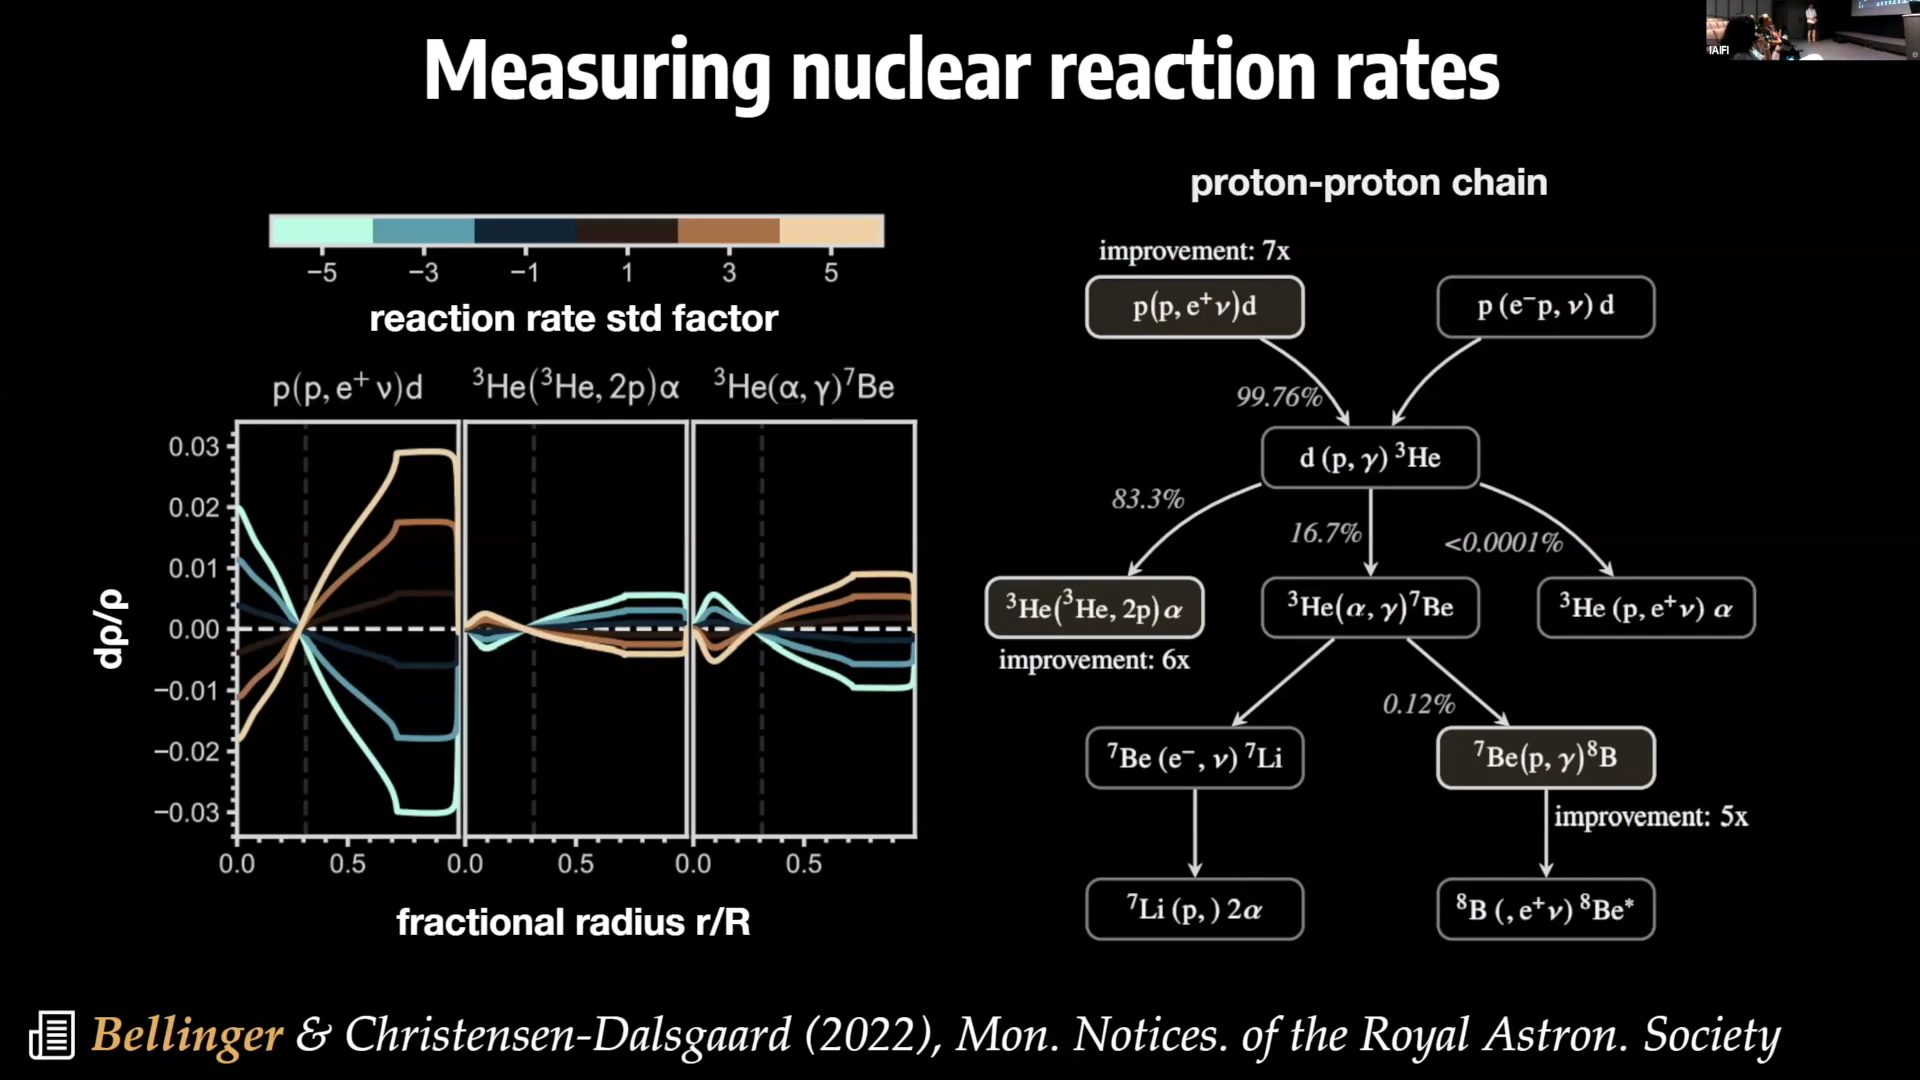 Measuring nuclear reaction rates
IAIFI
−5 −3 −1 1 3 5
reaction rate std factor
p(p, e⁺ ν)d
³He(³He, 2p)α
³He(α, γ)⁷Be
0.03
0.02
0.01
0.00
−0.01
−0.02
−0.03
dρ/ρ
0.0 0.5 0.0 0.5 0.0 0.5
fractional radius r/R
proton-proton chain
improvement: 7x
p(p, e⁺ν)d
p (e⁻p, ν) d
99.76%
d (p, γ) ³He
83.3%
16.7%
<0.0001%
³He(³He, 2p) α
³He(α, γ)⁷Be
³He (p, e⁺ν) α
improvement: 6x
0.12%
⁷Be (e⁻, ν) ⁷Li
⁷Be(p, γ)⁸B
improvement: 5x
⁷Li (p, ) 2α
⁸B (, e⁺ν) ⁸Be*
Bellinger & Christensen-Dalsgaard (2022), Mon. Notices. of the Royal Astron. Society